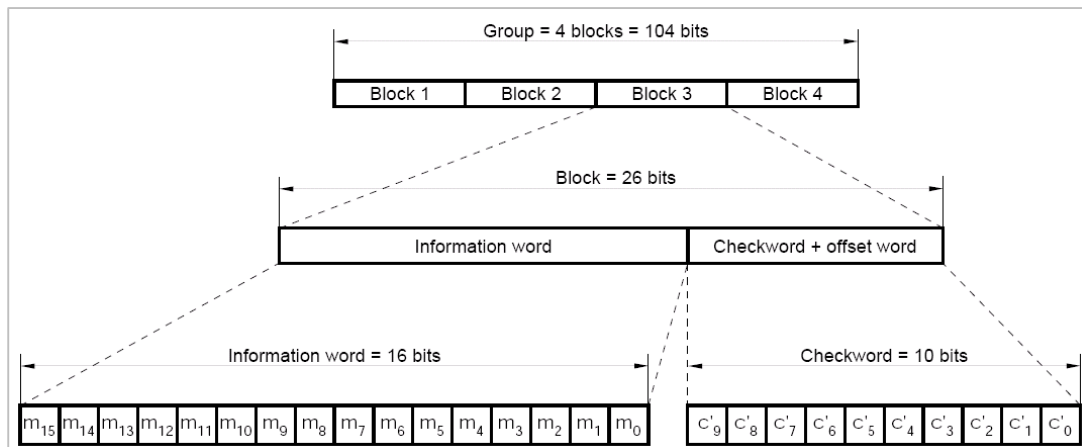 Group = 4 blocks = 104 bits
Block 1 Block 2 Block 3 Block 4
Block = 26 bits
Information word Checkword + offset word
Information word = 16 bits Checkword = 10 bits
m15 m14 m13 m12 m11 m10 m9 m8 m7 m6 m5 m4 m3 m2 m1 m0 c'9 c'8 c'7 c'6 c'5 c'4 c'3 c'2 c'1 c'0